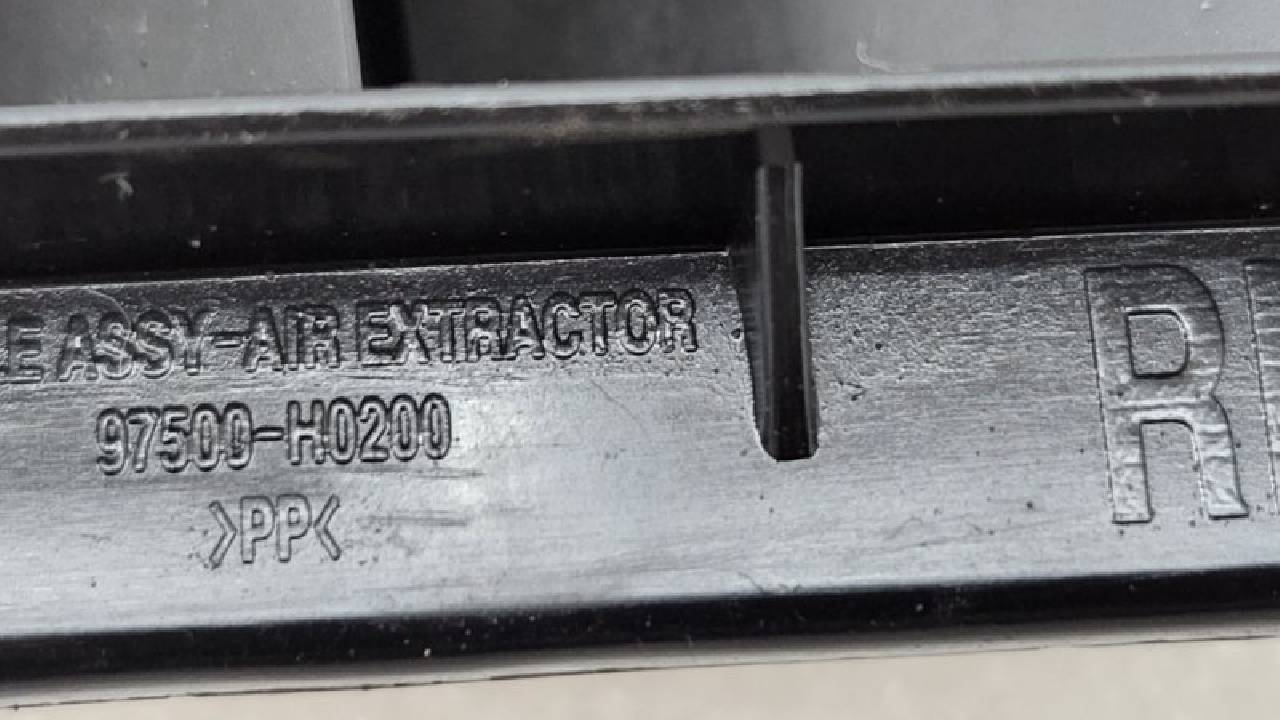 E ASSY-AIR EXTRACTOR
97500-H0200
>PP<
R